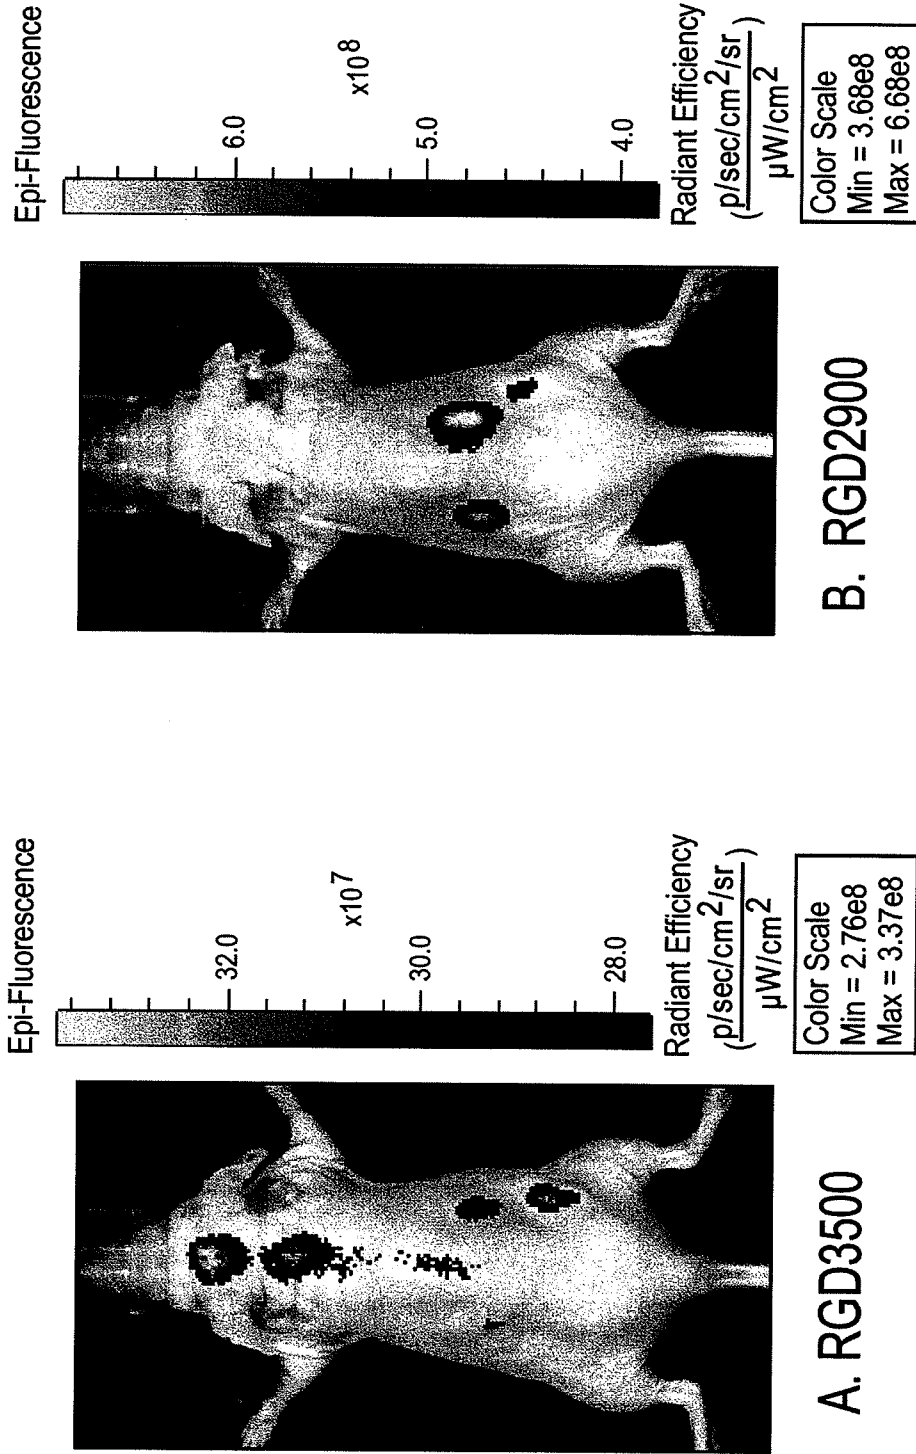 Epi-Fluorescence
32.0
x10^7
30.0
28.0
Radiant Efficiency
( p/sec/cm^2/sr )
µW/cm^2
Color Scale
Min = 2.76e8
Max = 3.37e8
A. RGD3500
Epi-Fluorescence
6.0
x10^8
5.0
4.0
Radiant Efficiency
( p/sec/cm^2/sr )
µW/cm^2
Color Scale
Min = 3.68e8
Max = 6.68e8
B. RGD2900